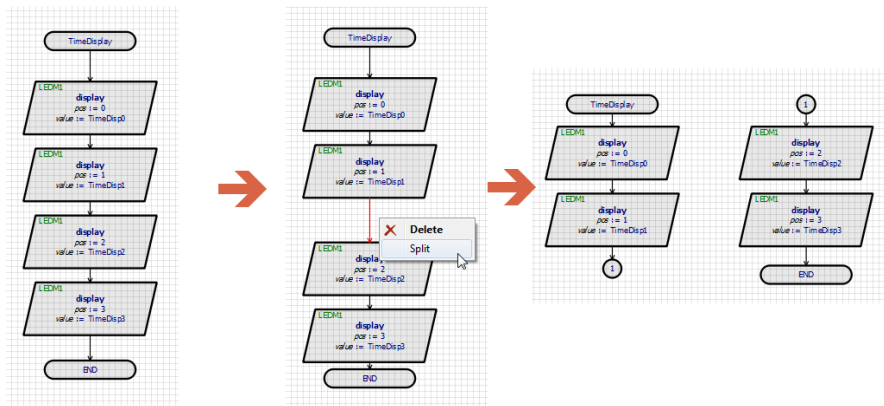 TimeDisplay
LEDM1
display
pos := 0
value := TimeDisp0
LEDM1
display
pos := 1
value := TimeDisp1
LEDM1
display
pos := 2
value := TimeDisp2
LEDM1
display
pos := 3
value := TimeDisp3
END
TimeDisplay
LEDM1
display
pos := 0
value := TimeDisp0
LEDM1
display
pos := 1
value := TimeDisp1
Delete
Split
LEDM1
display
pos := 2
value := TimeDisp2
LEDM1
display
pos := 3
value := TimeDisp3
END
TimeDisplay
LEDM1
display
pos := 0
value := TimeDisp0
LEDM1
display
pos := 1
value := TimeDisp1
1
1
LEDM1
display
pos := 2
value := TimeDisp2
LEDM1
display
pos := 3
value := TimeDisp3
END